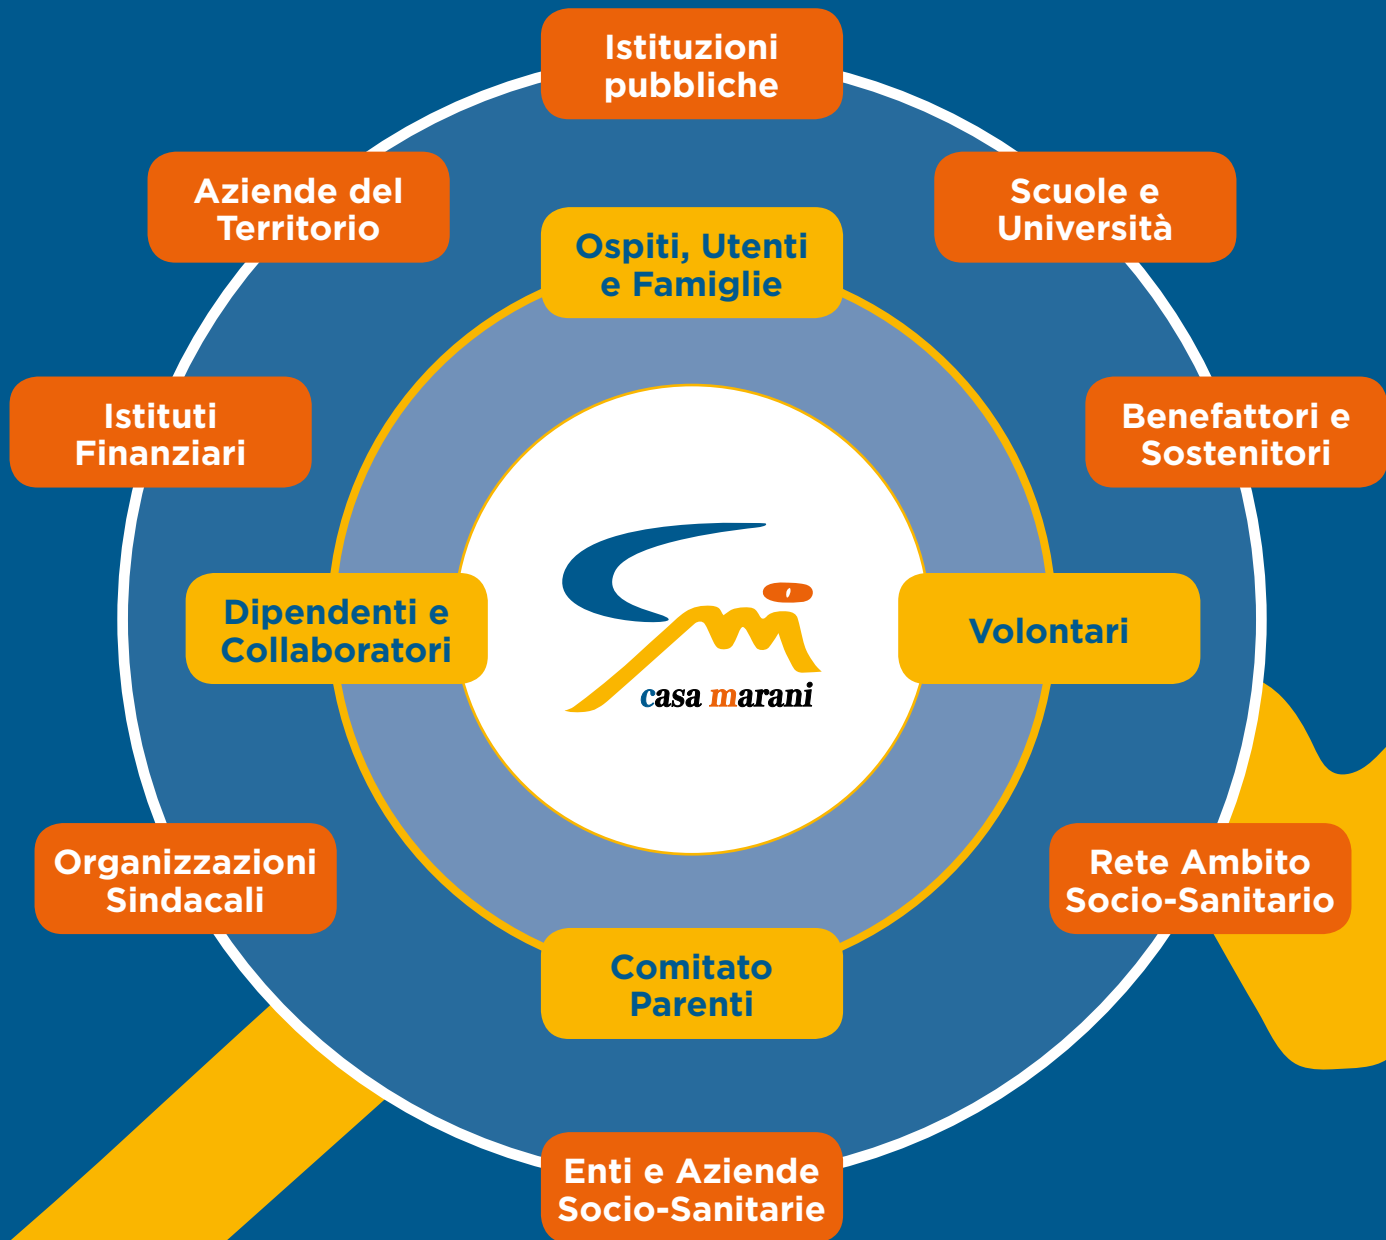 Istituzioni
pubbliche
Aziende del
Territorio
Scuole e
Università
Ospiti, Utenti
e Famiglie
Istituti
Finanziari
Benefattori e
Sostenitori
Dipendenti e
Collaboratori
Volontari
casa marani
Organizzazioni
Sindacali
Rete Ambito
Socio-Sanitario
Comitato
Parenti
Enti e Aziende
Socio-Sanitarie